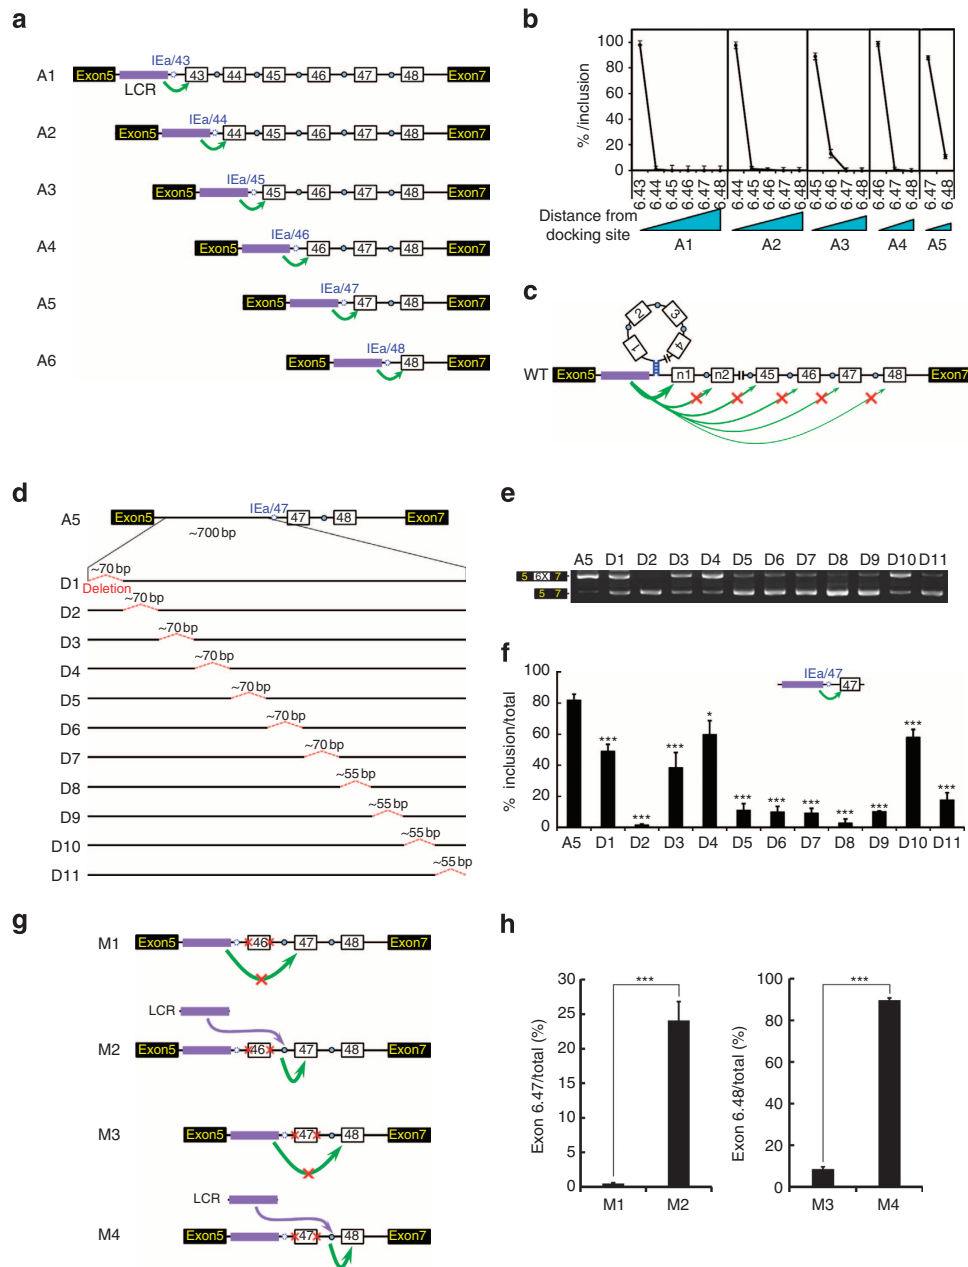 a
A1 Exon5 LCR IEa/43 43 44 45 46 47 48 Exon7
A2 Exon5 IEa/44 44 45 46 47 48 Exon7
A3 Exon5 IEa/45 45 46 47 48 Exon7
A4 Exon5 IEa/46 46 47 48 Exon7
A5 Exon5 IEa/47 47 48 Exon7
A6 Exon5 IEa/48 48 Exon7
b
% /inclusion
100
80
60
40
20
0
6.43 6.44 6.45 6.46 6.47 6.48 6.44 6.45 6.46 6.47 6.48 6.45 6.46 6.47 6.48 6.46 6.47 6.48 6.47 6.48
Distance from
docking site
A1 A2 A3 A4 A5
c
1 2 3 4
WT Exon5 n1 n2 45 46 47 48 Exon7
d
A5 Exon5 IEa/47 47 48 Exon7
~700 bp
D1 ~70 bp
Deletion
D2 ~70 bp
D3 ~70 bp
D4 ~70 bp
D5 ~70 bp
D6 ~70 bp
D7 ~70 bp
D8 ~55 bp
D9 ~55 bp
D10 ~55 bp
D11 ~55 bp
e
A5 D1 D2 D3 D4 D5 D6 D7 D8 D9 D10 D11
5 6X 7
5 7
f
% inclusion/total
100
80
60
40
20
0
IEa/47
47
*** *** *** * *** *** *** *** *** *** ***
A5 D1 D2 D3 D4 D5 D6 D7 D8 D9 D10 D11
g
M1 Exon5 46 47 48 Exon7
LCR
M2 Exon5 46 47 48 Exon7
M3 Exon5 47 48 Exon7
LCR
M4 Exon5 47 48 Exon7
h
Exon 6.47/total (%)
30
25
20
15
10
5
0
***
M1 M2
Exon 6.48/total (%)
100
80
60
40
20
0
***
M3 M4